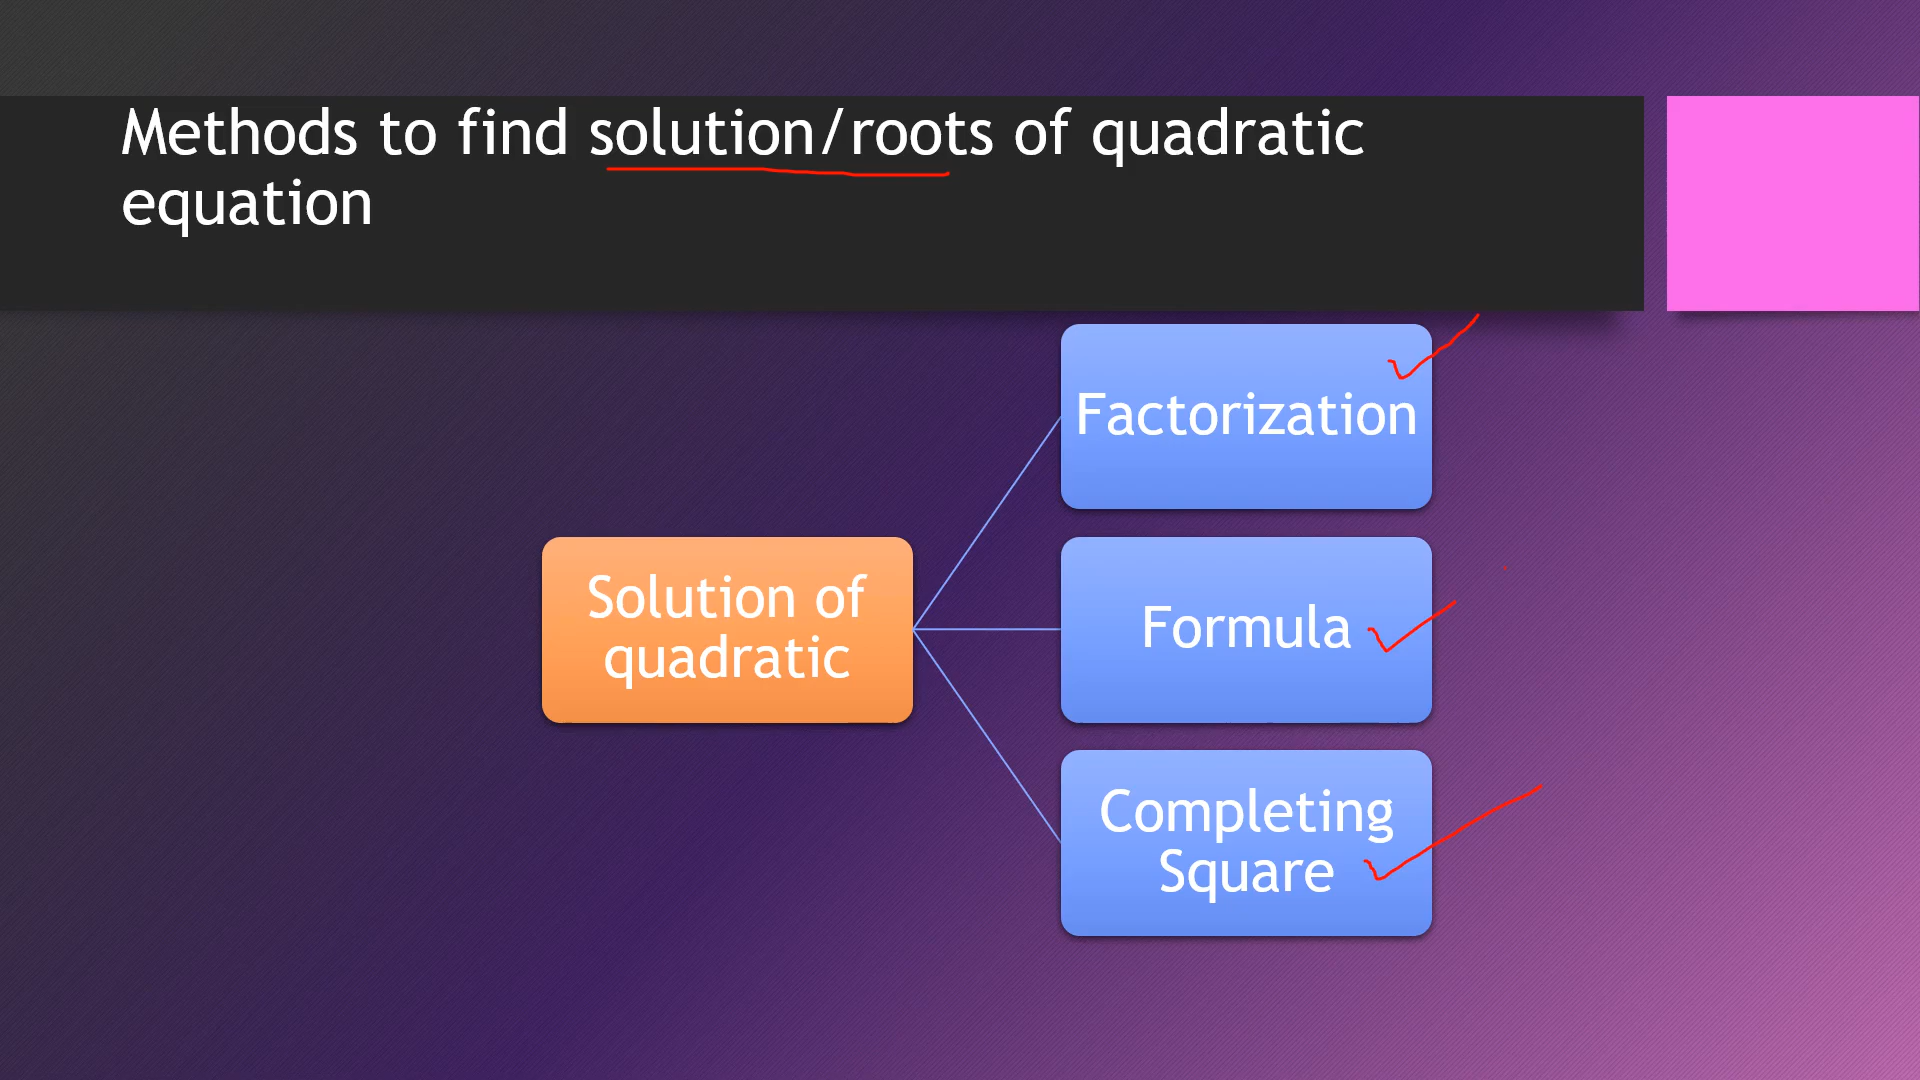 Methods to find solution/roots of quadratic
equation
Factorization
Solution of
quadratic
Formula
Completing
Square